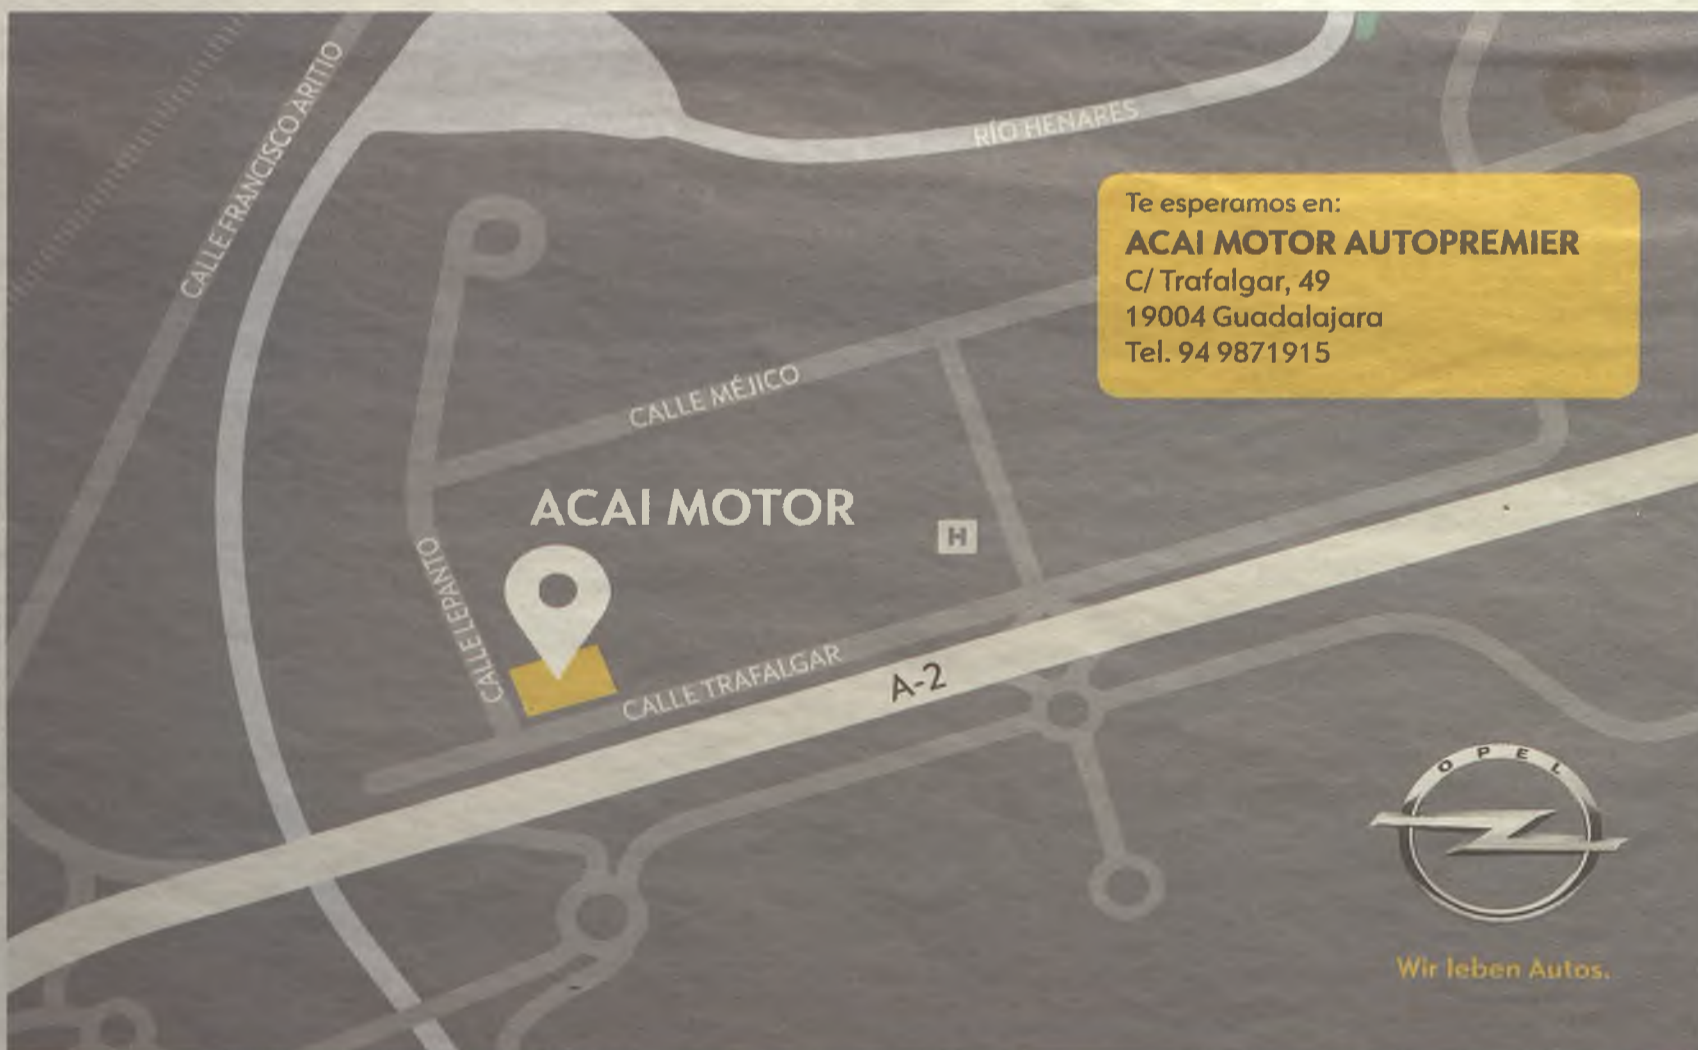 CALLE FRANCISCO ARITIO
RÍO HENARES
Te esperamos en:
ACAI MOTOR AUTOPREMIER
C/ Trafalgar, 49
19004 Guadalajara
Tel. 94 9871915
CALLE MÉJICO
ACAI MOTOR
H
CALLE LEPANTO
CALLE TRAFALGAR
A-2
OPEL
Wir leben Autos.